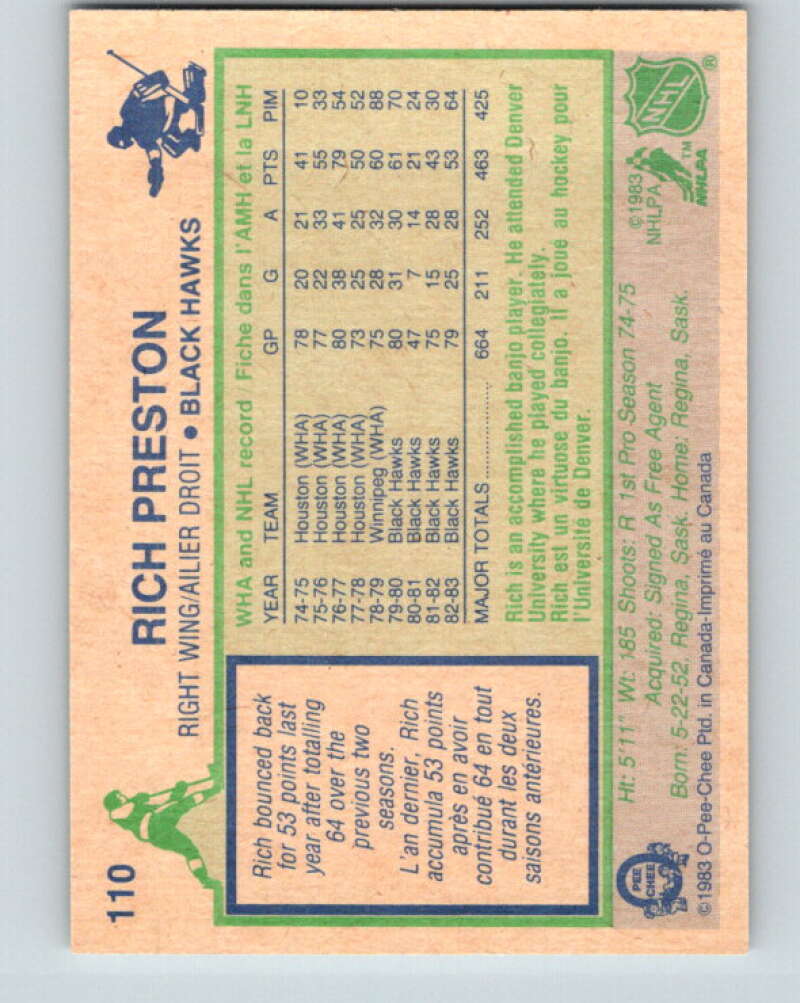 110
RICH PRESTON
RIGHT WING/AILIER DROIT • BLACK HAWKS
Rich bounced back
for 53 points last
year after totalling
64 over the
previous two
seasons.
L'an dernier, Rich
accumula 53 points
après en avoir
contribué 64 en tout
durant les deux
saisons antérieures.
WHA and NHL record Fiche dans l'AMH et la LNH
YEAR TEAM GP G A PTS PIM
74-75 Houston (WHA) 78 20 21 41 10
75-76 Houston (WHA) 77 22 33 55 33
76-77 Houston (WHA) 80 38 41 79 54
77-78 Houston (WHA) 73 25 25 50 52
78-79 Winnipeg (WHA) 75 28 32 60 88
79-80 Black Hawks 80 31 30 61 70
80-81 Black Hawks 47 7 14 21 24
81-82 Black Hawks 75 15 28 43 30
82-83 Black Hawks 79 25 28 53 64
MAJOR TOTALS ............ 664 211 252 463 425
Rich is an accomplished banjo player. He attended Denver
University where he played collegiately.
Rich est un virtuose du banjo. Il a joué au hockey pour
l'Université de Denver.
PEE
CHEE
Ht: 5'11" Wt: 185 Shoots: R 1st Pro Season 74-75
Acquired: Signed As Free Agent
Born: 5-22-52, Regina, Sask. Home: Regina, Sask.
©1983 O-Pee-Chee Ptd. in Canada-Imprimé au Canada
©1983
NHLPA
NHLPA
TM
NHL
®